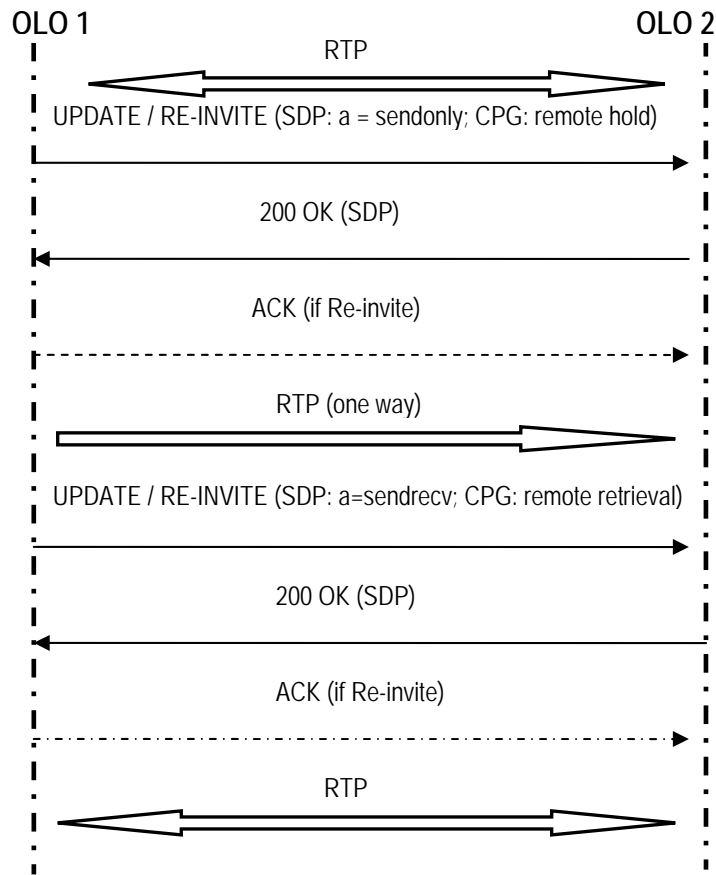 OLO 1
OLO 2
RTP
UPDATE / RE-INVITE (SDP: a = sendonly; CPG: remote hold)
200 OK (SDP)
ACK (if Re-invite)
RTP (one way)
UPDATE / RE-INVITE (SDP: a=sendrecv; CPG: remote retrieval)
200 OK (SDP)
ACK (if Re-invite)
RTP